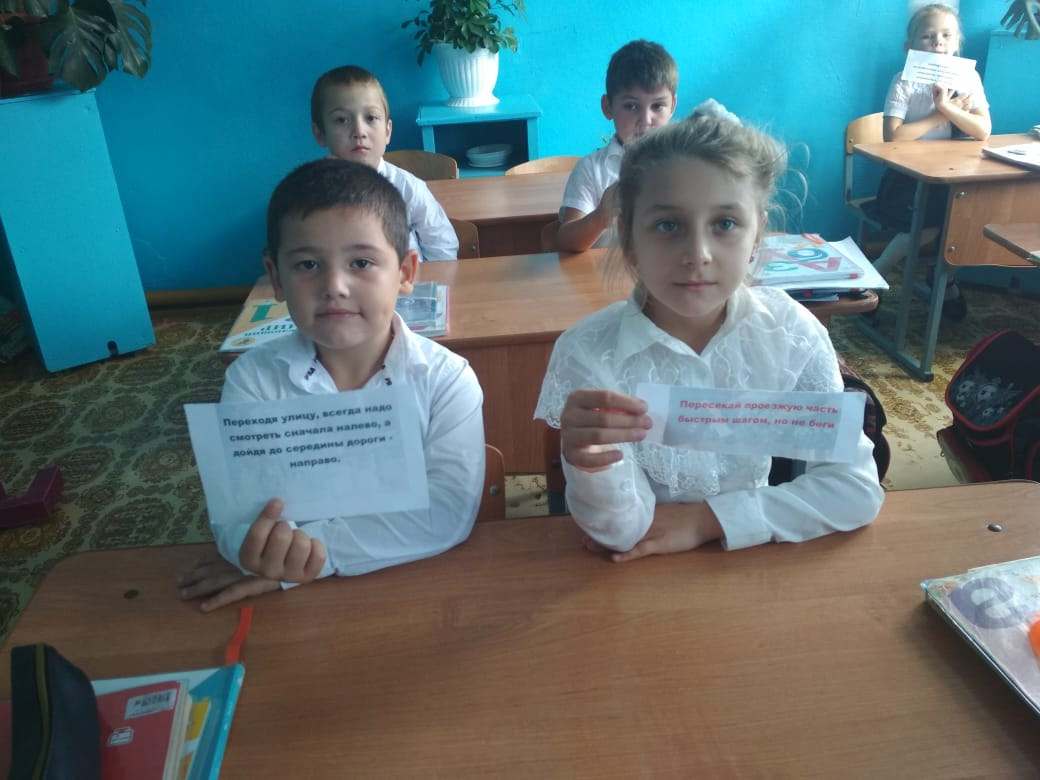 Переходя улицу, всегда надо
смотреть сначала налево, а
дойдя до середины дороги -
направо.
Пересекай проезжую часть
быстрым шагом, но не беги